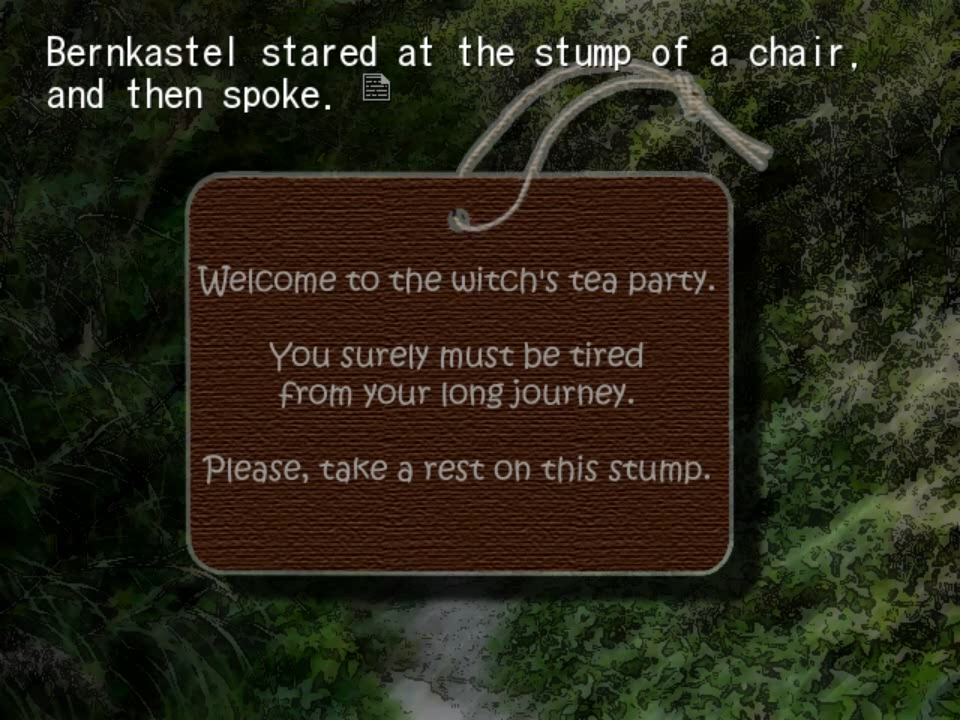 Bernkastel stared at the stump of a chair,
and then spoke.
Welcome to the witch's tea party.
You surely must be tired
from your long journey.
Please, take a rest on this stump.